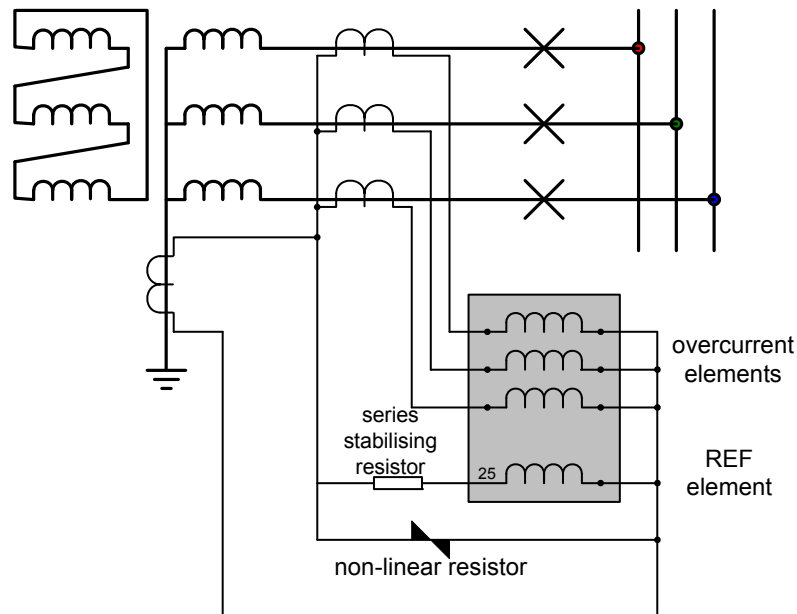 overcurrent
elements
series
stabilising
resistor
25
REF
element
non-linear resistor